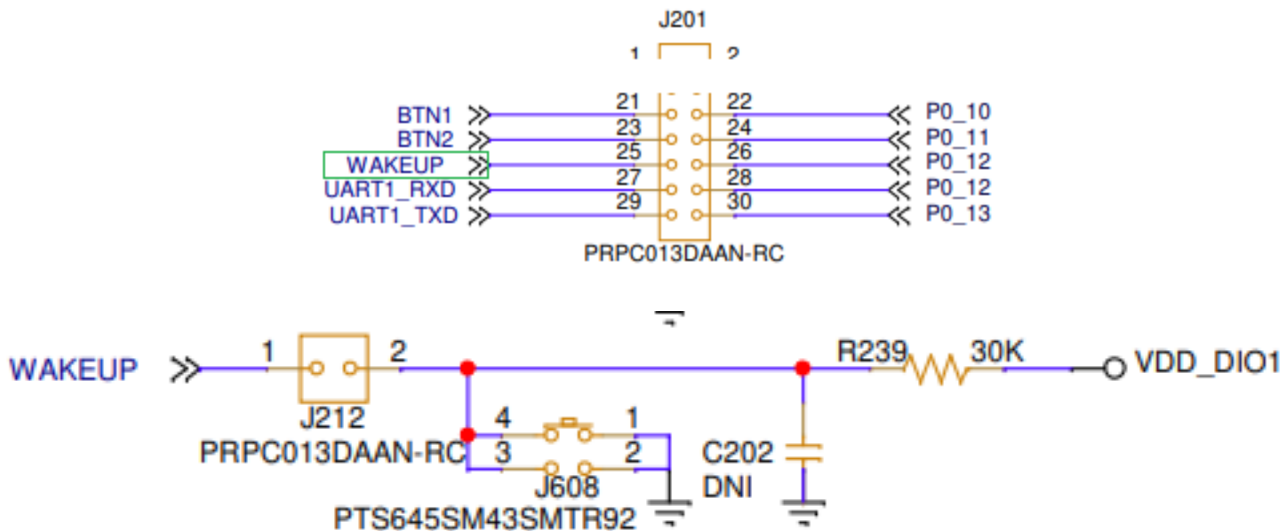 J201
1 2
BTN1 21 22 P0_10
BTN2 23 24 P0_11
WAKEUP 25 26 P0_12
UART1_RXD 27 28 P0_12
UART1_TXD 29 30 P0_13
PRPC013DAAN-RC
WAKEUP 1 2 R239 30K VDD_DIO1
J212
PRPC013DAAN-RC
4 1
3 2
J608
PTS645SM43SMTR92
C202
DNI